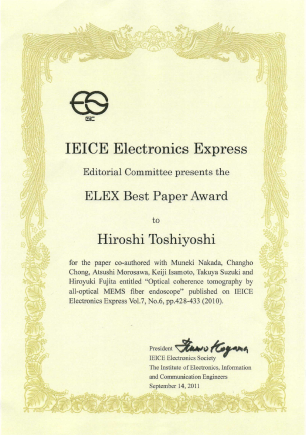 ESIC
IEICE Electronics Express
Editorial Committee presents the
ELEX Best Paper Award
to
Hiroshi Toshiyoshi
for the paper co-authored with Muneki Nakada, Changho
Chong, Atsushi Morosawa, Keiji Isamoto, Takuya Suzuki and
Hiroyuki Fujita entitled "Optical coherence tomography by
all-optical MEMS fiber endoscope" published on IEICE
Electronics Express Vol.7, No.6, pp.428-433 (2010).
President
IEICE Electronics Society
The Institute of Electronics, Information
and Communication Engineers
September 14, 2011